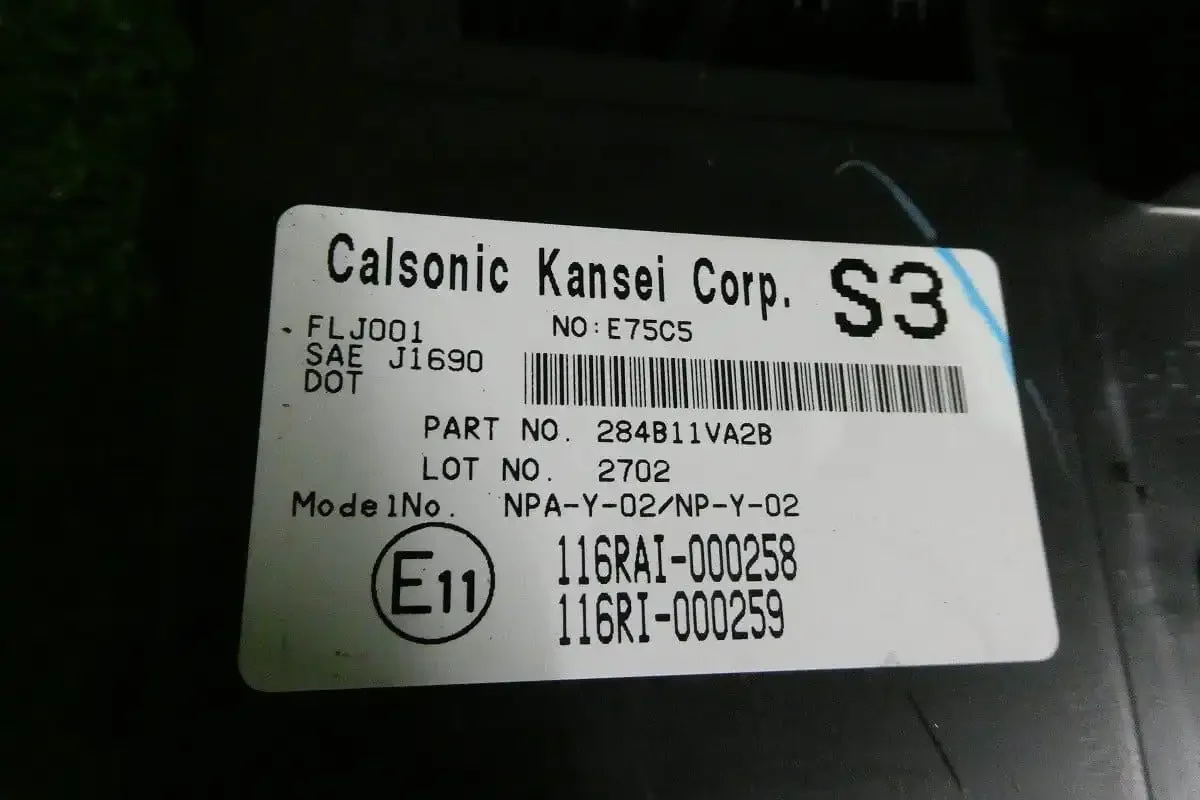 Calsonic Kansei Corp. S3
FLJ001 NO:E75C5
SAE J1690
DOT
PART NO. 284B11VA2B
LOT NO. 2702
ModelNo. NPA-Y-02/NP-Y-02
E11 116RAI-000258
116RI-000259